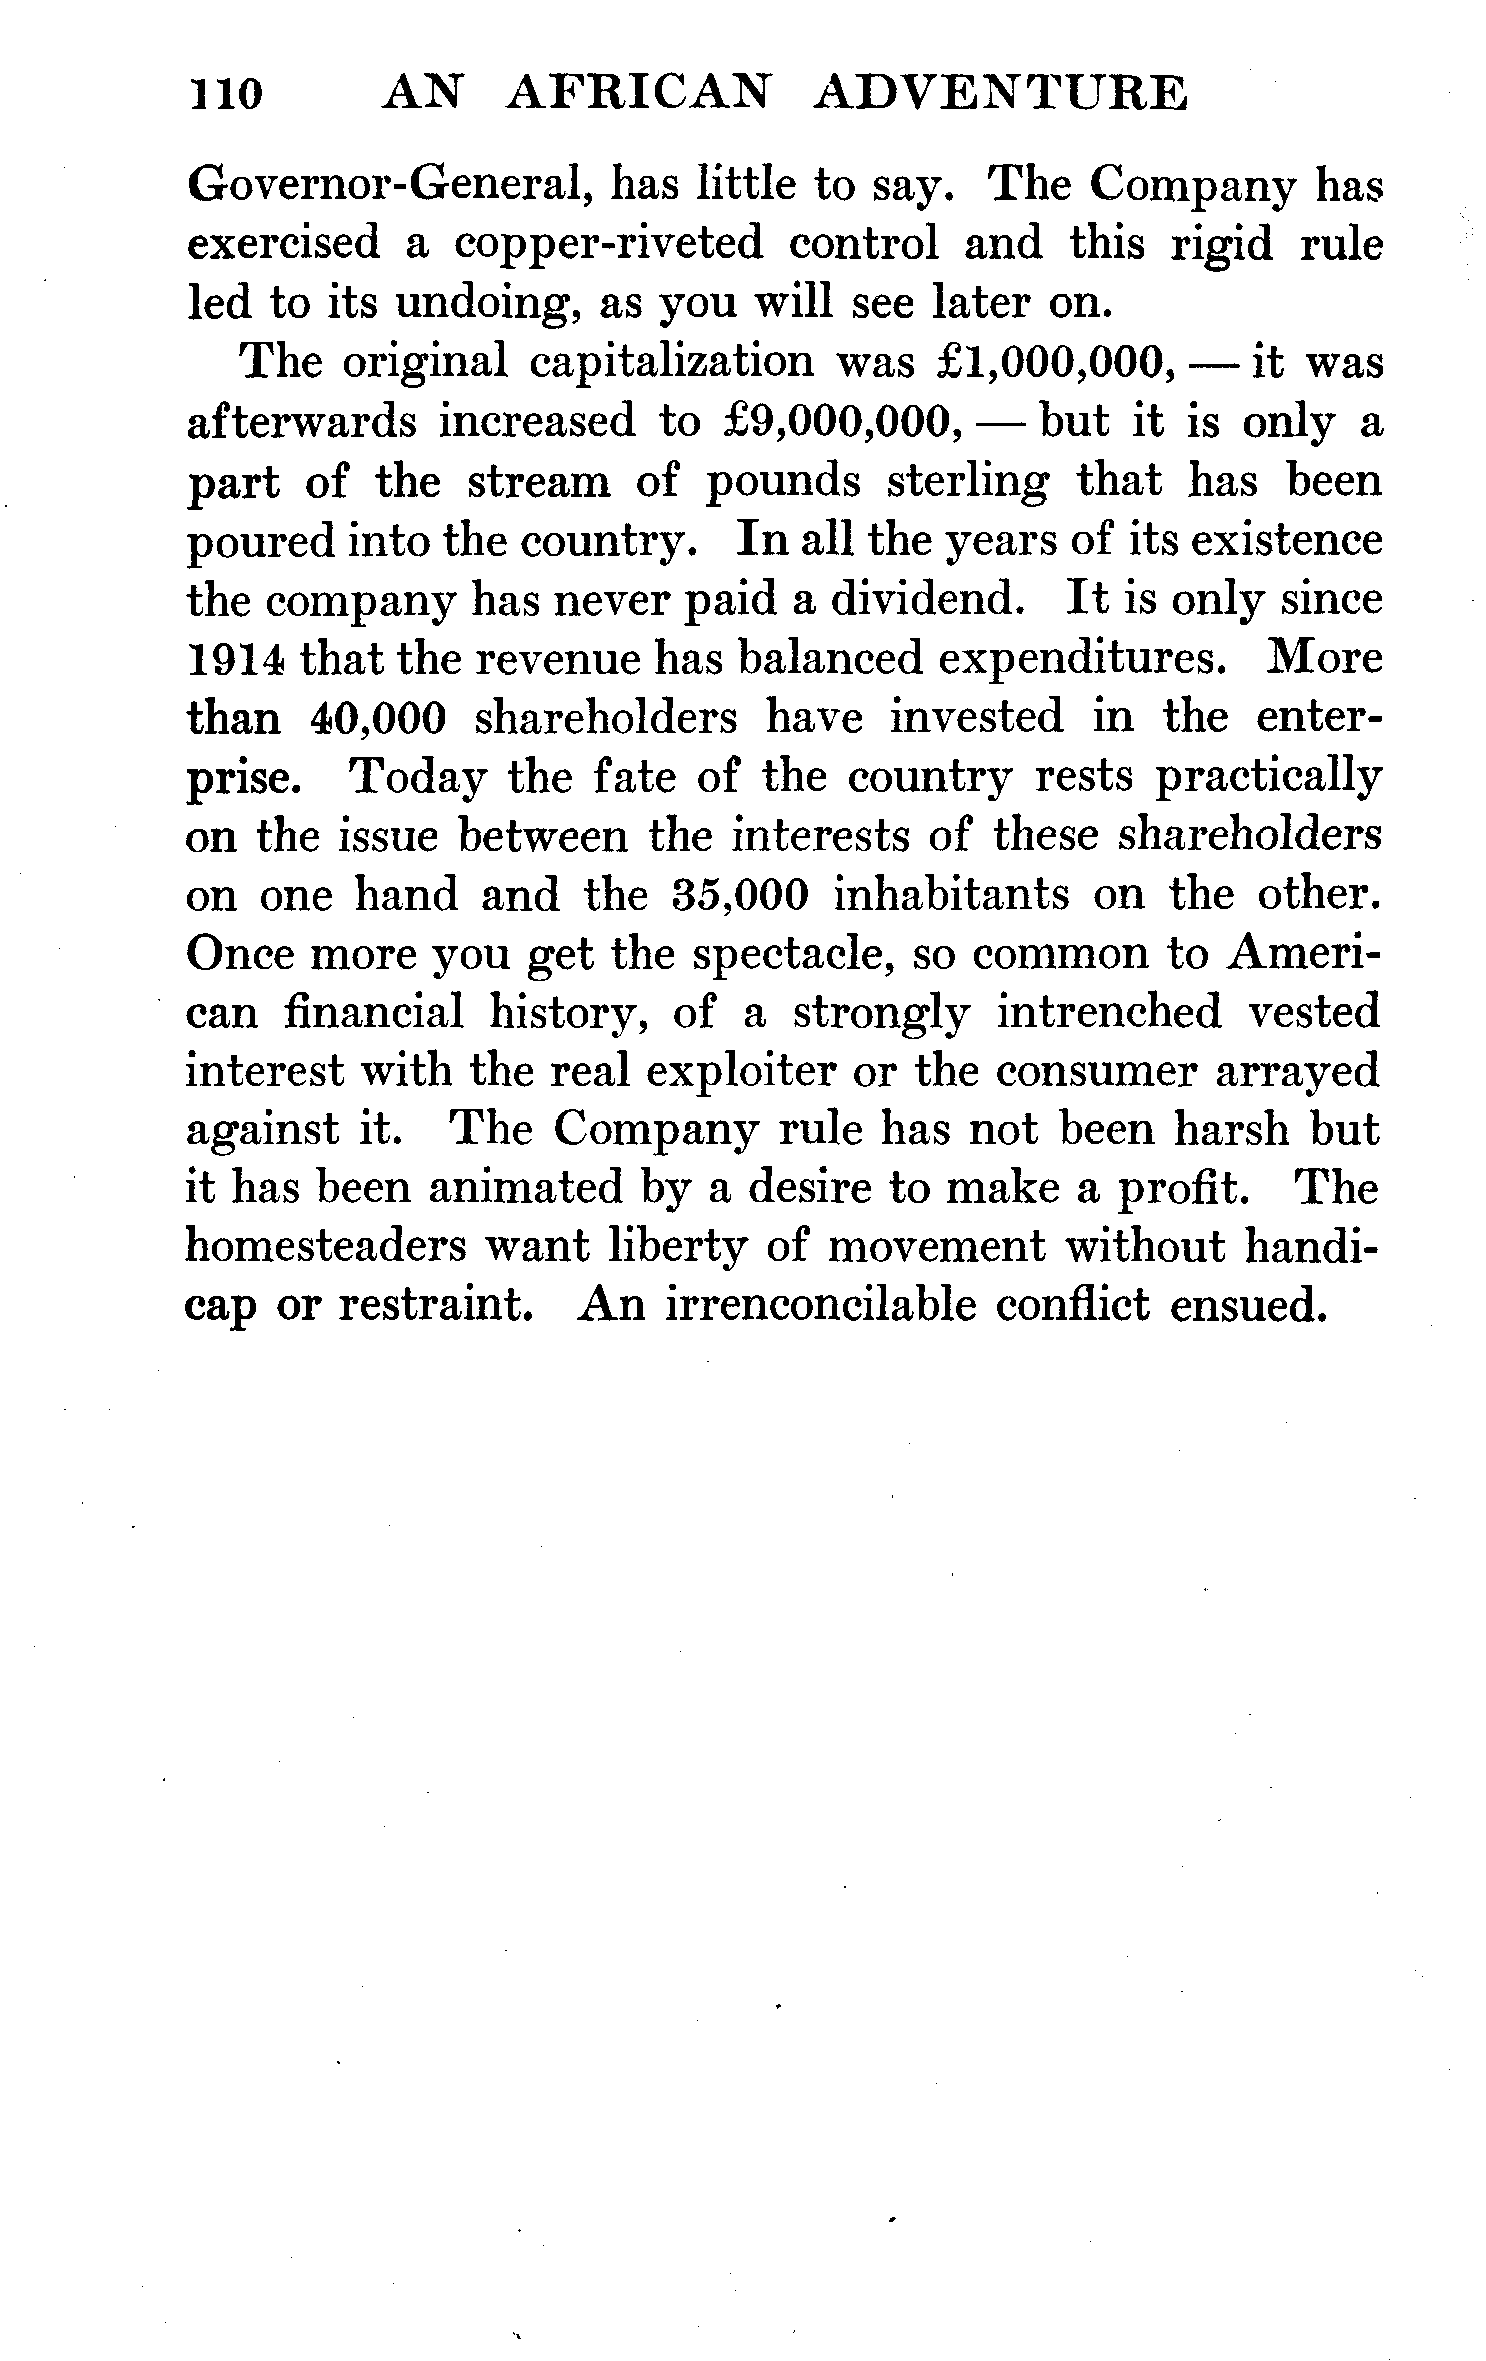 110 AN AFRICAN ADVENTURE
Governor-General, has little to say. The Company has
exercised a copper-riveted control and this rigid rule
led to its undoing, as you will see later on.
The original capitalization was £1,000,000, — it was
afterwards increased to £9,000,000, — but it is only a
part of the stream of pounds sterling that has been
poured into the country. In all the years of its existence
the company has never paid a dividend. It is only since
1914 that the revenue has balanced expenditures. More
than 40,000 shareholders have invested in the enter-
prise. Today the fate of the country rests practically
on the issue between the interests of these shareholders
on one hand and the 35,000 inhabitants on the other.
Once more you get the spectacle, so common to Ameri-
can financial history, of a strongly intrenched vested
interest with the real exploiter or the consumer arrayed
against it. The Company rule has not been harsh but
it has been animated by a desire to make a profit. The
homesteaders want liberty of movement without handi-
cap or restraint. An irrenconcilable conflict ensued.